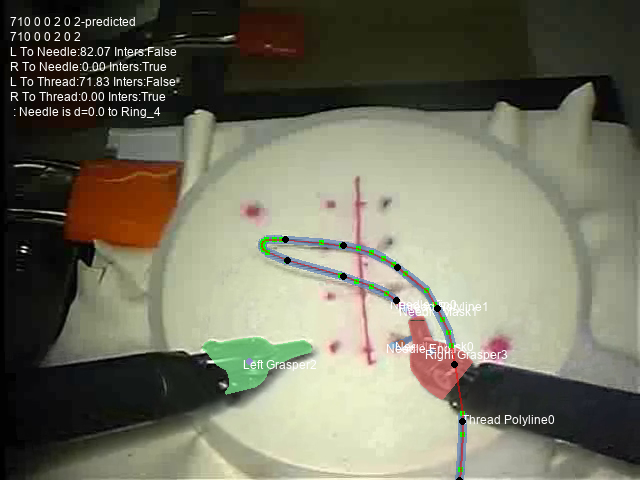 710 0 0 2 0 2-predicted
710 0 0 2 0 2
L To Needle:82.07 Inters:False
R To Needle:0.00 Inters:True
L To Thread:71.83 Inters:False
R To Thread:0.00 Inters:True
: Needle is d=0.0 to Ring_4
Right Grasper3
Left Grasper2
Thread Polyline0